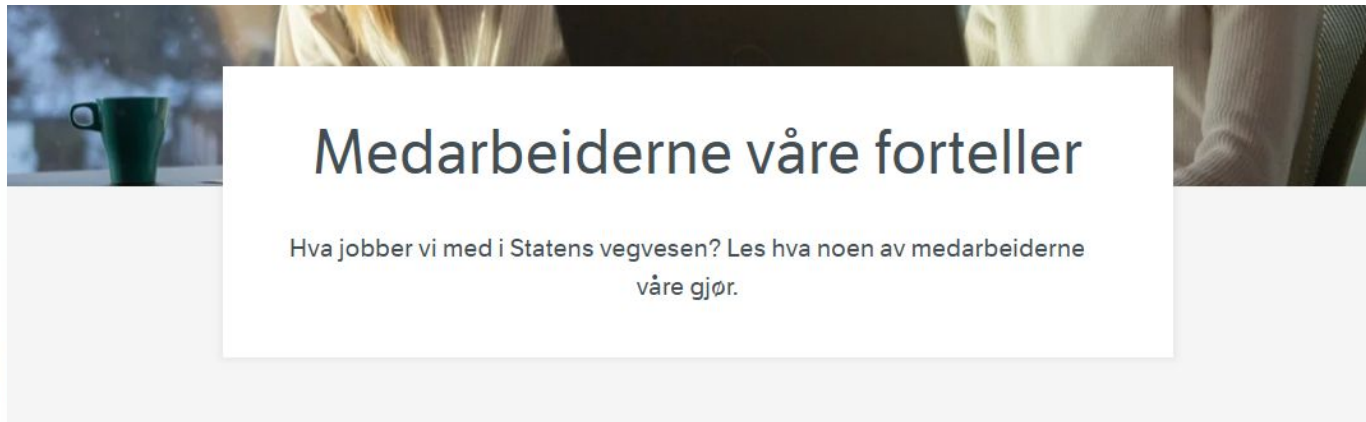 Medarbeiderne våre forteller
Hva jobber vi med i Statens vegvesen? Les hva noen av medarbeiderne
våre gjør.